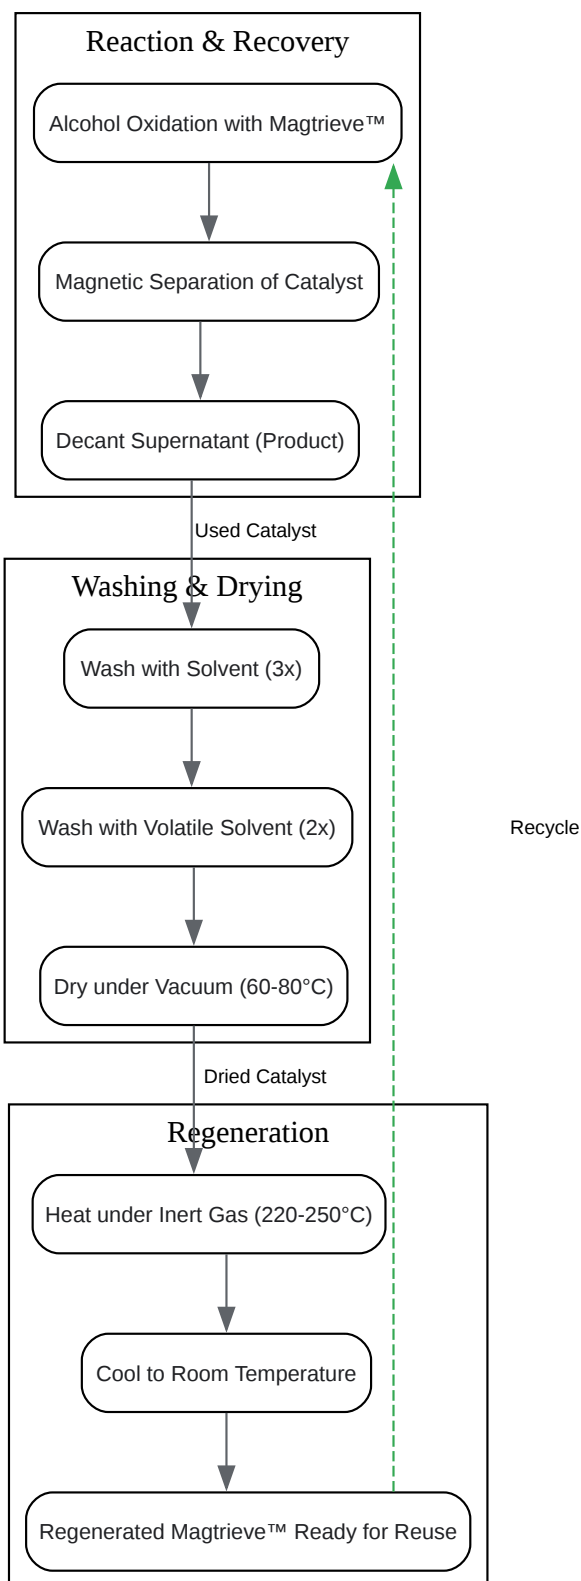 Reaction & Recovery
Alcohol Oxidation with Magtrieve™
Magnetic Separation of Catalyst
Decant Supernatant (Product)
Used Catalyst
Washing & Drying
Wash with Solvent (3x)
Wash with Volatile Solvent (2x)
Recycle
Dry under Vacuum (60-80°C)
Dried Catalyst
Regeneration
Heat under Inert Gas (220-250°C)
Cool to Room Temperature
Regenerated Magtrieve™ Ready for Reuse